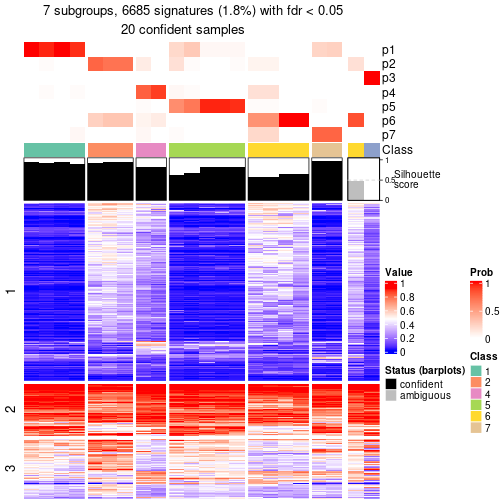 7 subgroups, 6685 signatures (1.8%) with fdr < 0.05
20 confident samples
p1
p2
p3
p4
p5
p6
p7
Class
1
0.5
0
Silhouette
score
1
2
3
Value
1
0.8
0.6
0.4
0.2
0
Status (barplots)
confident
ambiguous
Prob
1
0.5
0
Class
1
2
4
5
6
7